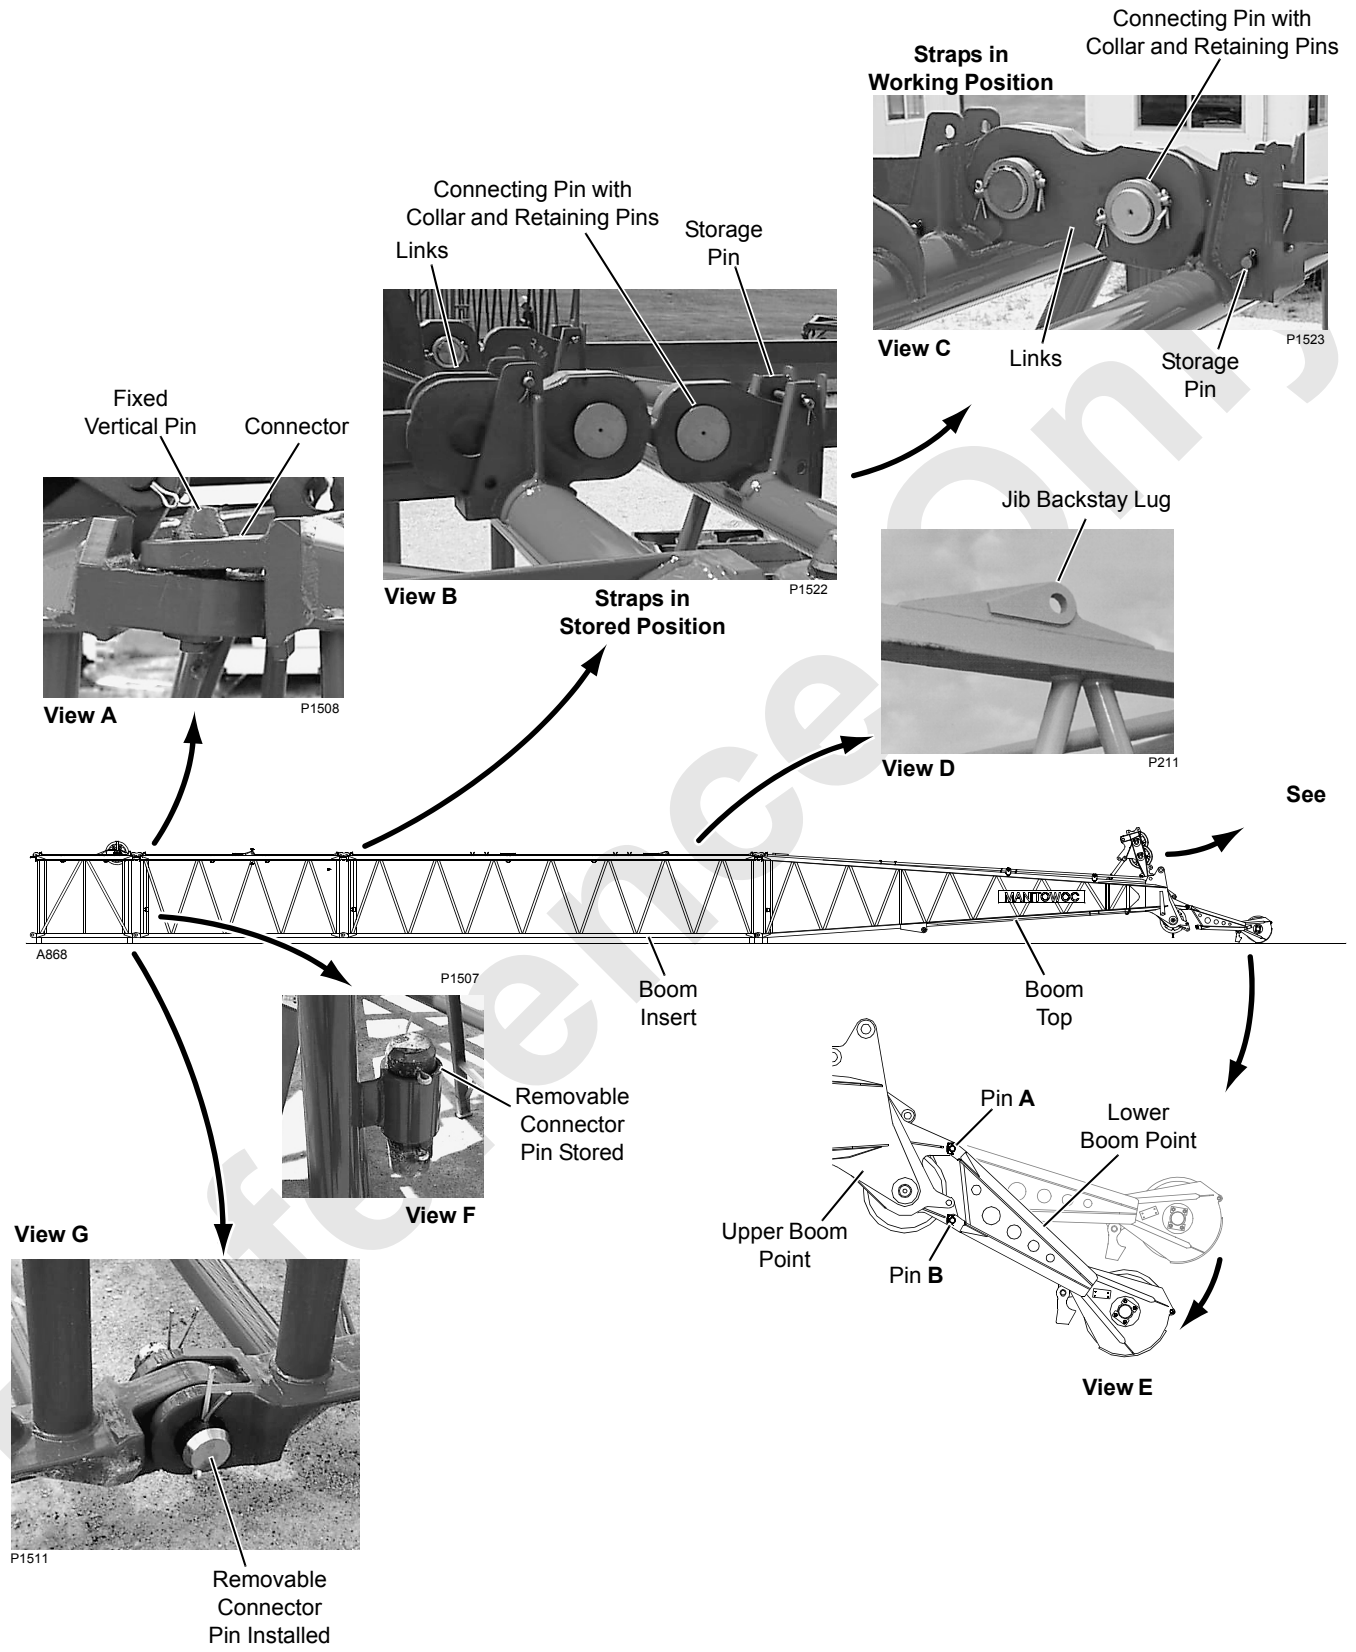 Connecting Pin with
Collar and Retaining Pins
Straps in
Working Position
P1523
View C
Links
Storage
Pin
Connecting Pin with
Collar and Retaining Pins
Links
Storage
Pin
View B
P1522
Straps in
Stored Position
Fixed
Vertical Pin
Connector
View A
P1508
Jib Backstay Lug
View D
P211
See
MANITOWOC
A868
P1507
Boom
Insert
Boom
Top
Removable
Connector
Pin Stored
View F
Pin A
Lower
Boom Point
Upper Boom
Point
Pin B
View E
View G
P1511
Removable
Connector
Pin Installed
ference Only